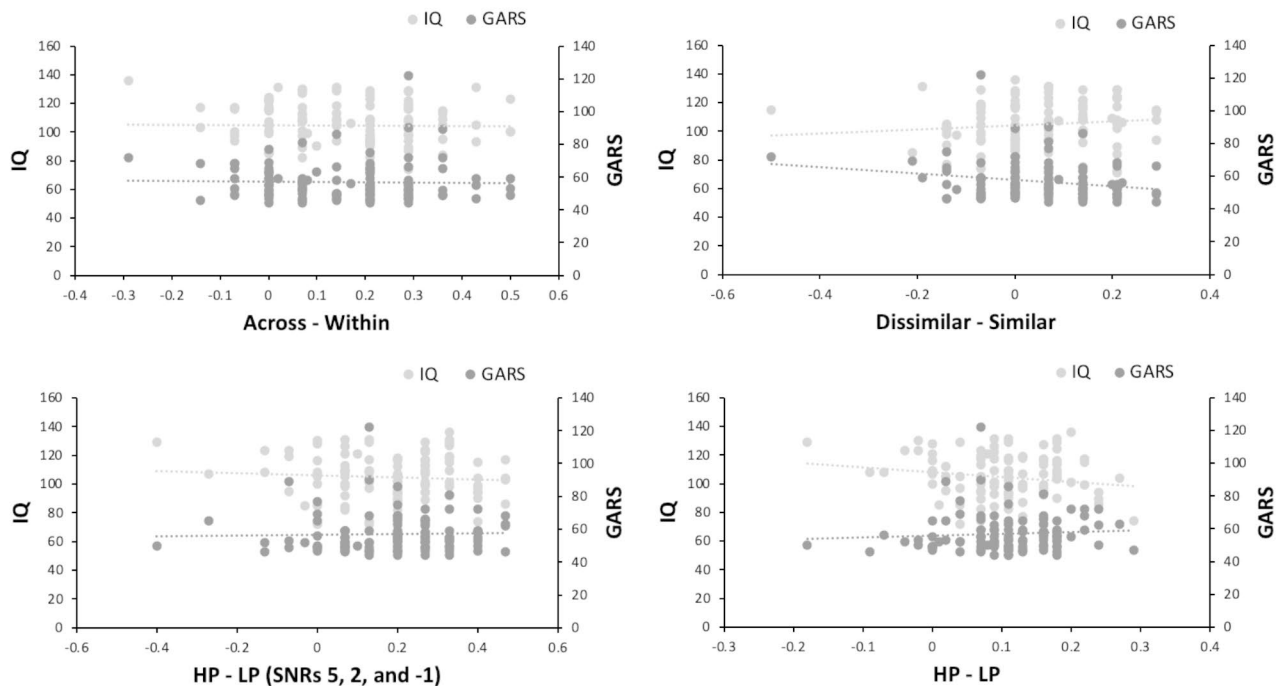 IQ GARS
160 140
140 120
120 100
100 80
80 60
60 40
40 20
20 0
0
IQ
GARS
-0.4 -0.3 -0.2 -0.1 0 0.1 0.2 0.3 0.4 0.5 0.6
Across - Within
IQ GARS
160 140
140 120
120 100
100 80
80 60
60 40
40 20
20 0
0
IQ
GARS
-0.6 -0.4 -0.2 0 0.2 0.4
Dissimilar - Similar
IQ GARS
160 140
140 120
120 100
100 80
80 60
60 40
40 20
20 0
0
IQ
GARS
-0.6 -0.4 -0.2 0 0.2 0.4 0.6
HP - LP (SNRs 5, 2, and -1)
IQ GARS
160 140
140 120
120 100
100 80
80 60
60 40
40 20
20 0
0
IQ
GARS
-0.3 -0.2 -0.1 0 0.1 0.2 0.3 0.4
HP - LP